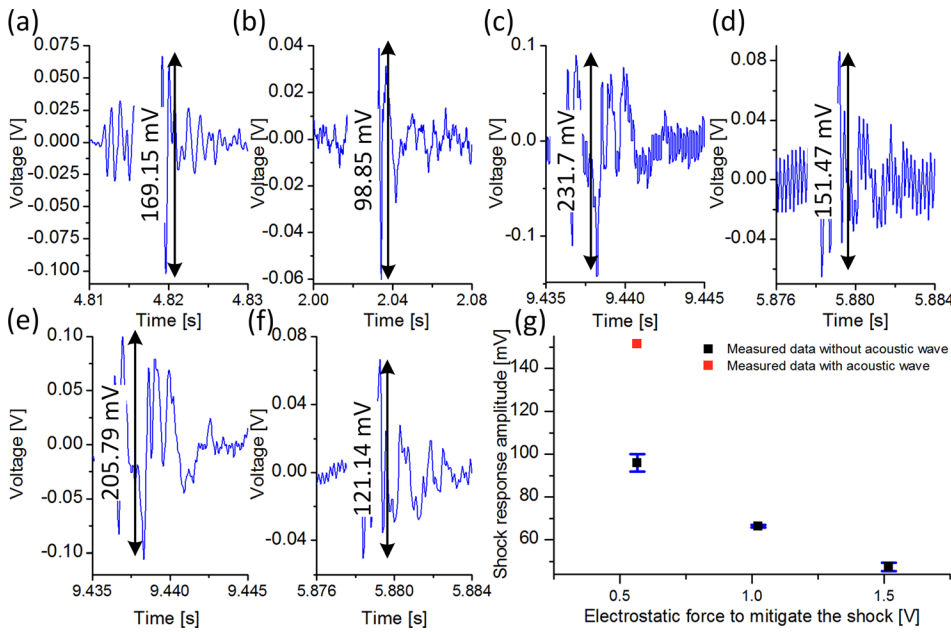 (a)
Voltage [V]
0.075
0.050
0.025
0.000
-0.025
-0.050
-0.075
-0.100
169.15 mV
4.81 4.82 4.83
Time [s]
(b)
Voltage [V]
0.04
0.02
0.00
-0.02
-0.04
-0.06
98.85 mV
2.00 2.04 2.08
Time [s]
(c)
Voltage [V]
0.1
0.0
-0.1
231.7 mV
9.435 9.440 9.445
Time [s]
(d)
Voltage [V]
0.08
0.04
0.00
-0.04
151.47 mV
5.876 5.880 5.884
Time [s]
(e)
Voltage [V]
0.10
0.05
0.00
-0.05
-0.10
205.79 mV
9.435 9.440 9.445
Time [s]
(f)
Voltage [V]
0.08
0.04
0.00
-0.04
121.14 mV
5.876 5.880 5.884
Time [s]
(g)
Shock response amplitude [mV]
140
120
100
80
60
Measured data without acoustic wave
Measured data with acoustic wave
0.5 1.0 1.5
Electrostatic force to mitigate the shock [V]